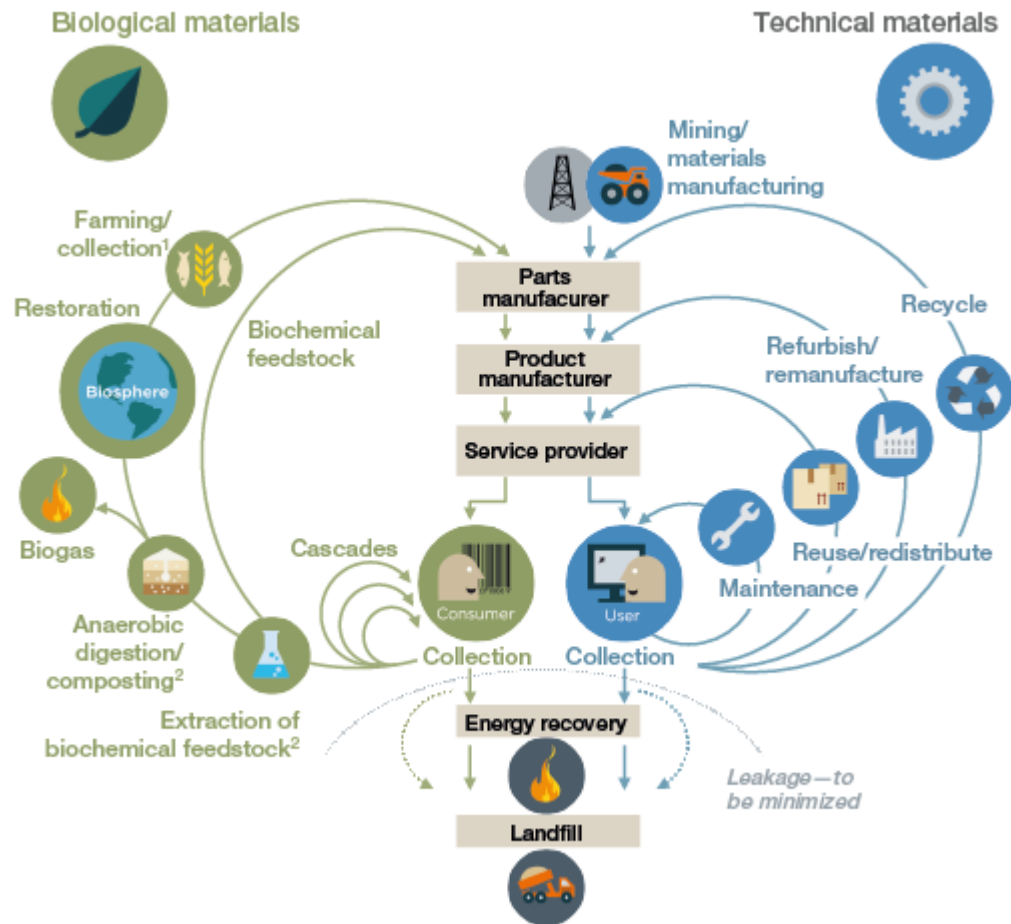 Biological materials
Technical materials
Mining/
materials
manufacturing
Farming/
collection¹
Restoration
Biosphere
Biochemical
feedstock
Parts
manufacurer
Product
manufacturer
Service provider
Recycle
Refurbish/
remanufacture
Reuse/redistribute
Maintenance
Biogas
Cascades
Consumer
User
Anaerobic
digestion/
composting²
Collection
Collection
Extraction of
biochemical feedstock²
Energy recovery
Leakage—to
be minimized
Landfill